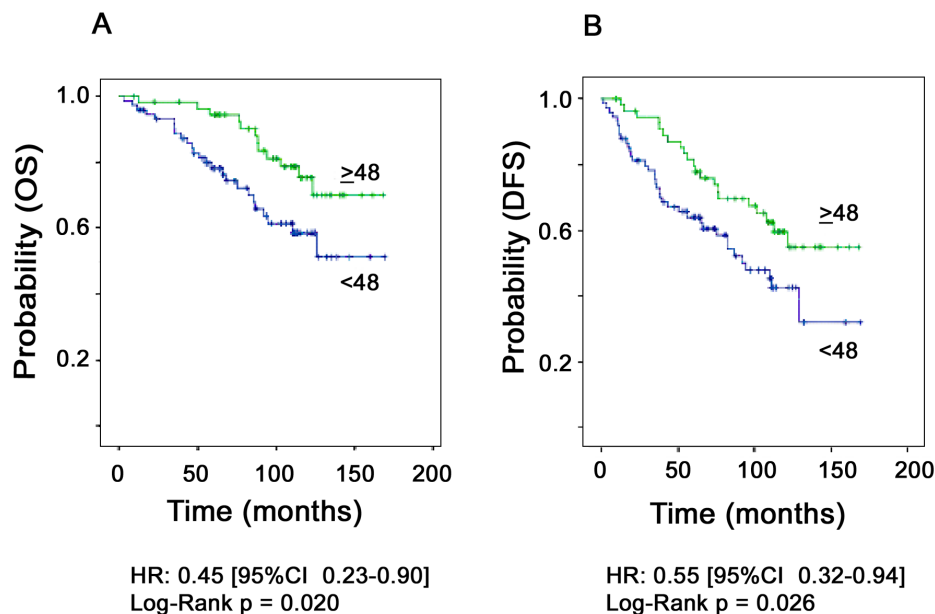 A
Probability (OS)
1.0
0.6
0.2
≥48
<48
0 50 100 150 200
Time (months)
HR: 0.45 [95%CI 0.23-0.90]
Log-Rank p = 0.020
B
Probability (DFS)
1.0
0.6
0.2
≥48
<48
0 50 100 150 200
Time (months)
HR: 0.55 [95%CI 0.32-0.94]
Log-Rank p = 0.026